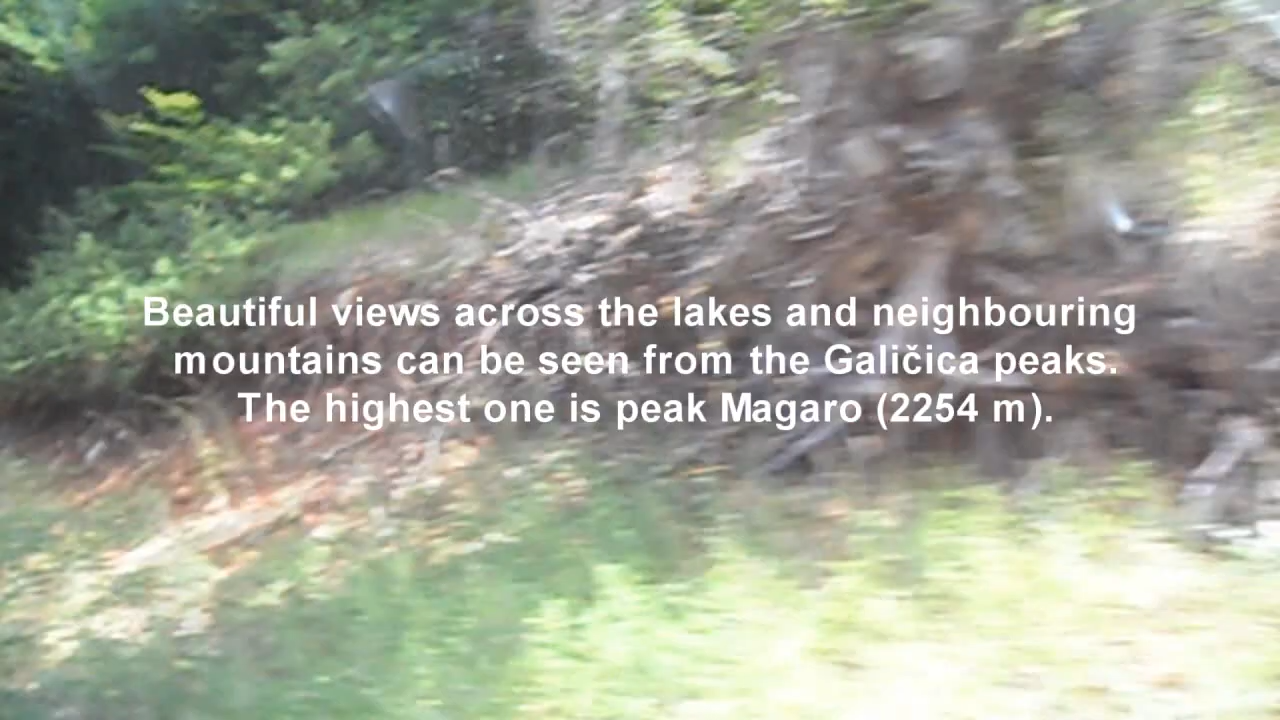 Beautiful views across the lakes and neighbouring
mountains can be seen from the Galičica peaks.
The highest one is peak Magaro (2254 m).